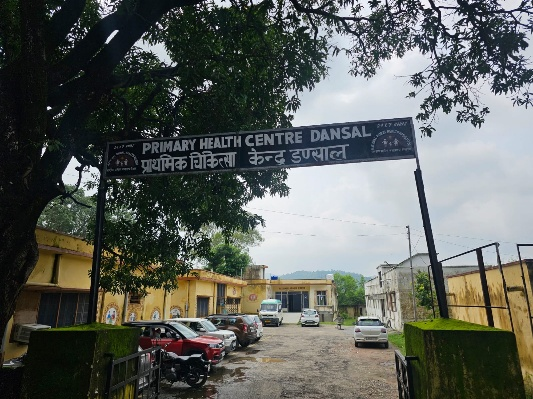 PRIMARY HEALTH CENTRE DANSAL
प्राथमिक चिकित्सा केन्द्र डण्साल